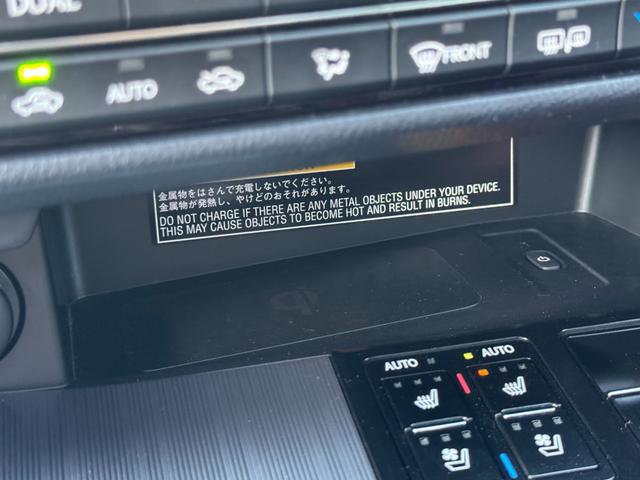 DUAL
AUTO
FRONT
金属物をはさんで充電しないでください。
金属物が発熱し、やけどのおそれがあります。
DO NOT CHARGE IF THERE ARE ANY METAL OBJECTS UNDER YOUR DEVICE.
THIS MAY CAUSE OBJECTS TO BECOME HOT AND RESULT IN BURNS.
AUTO AUTO